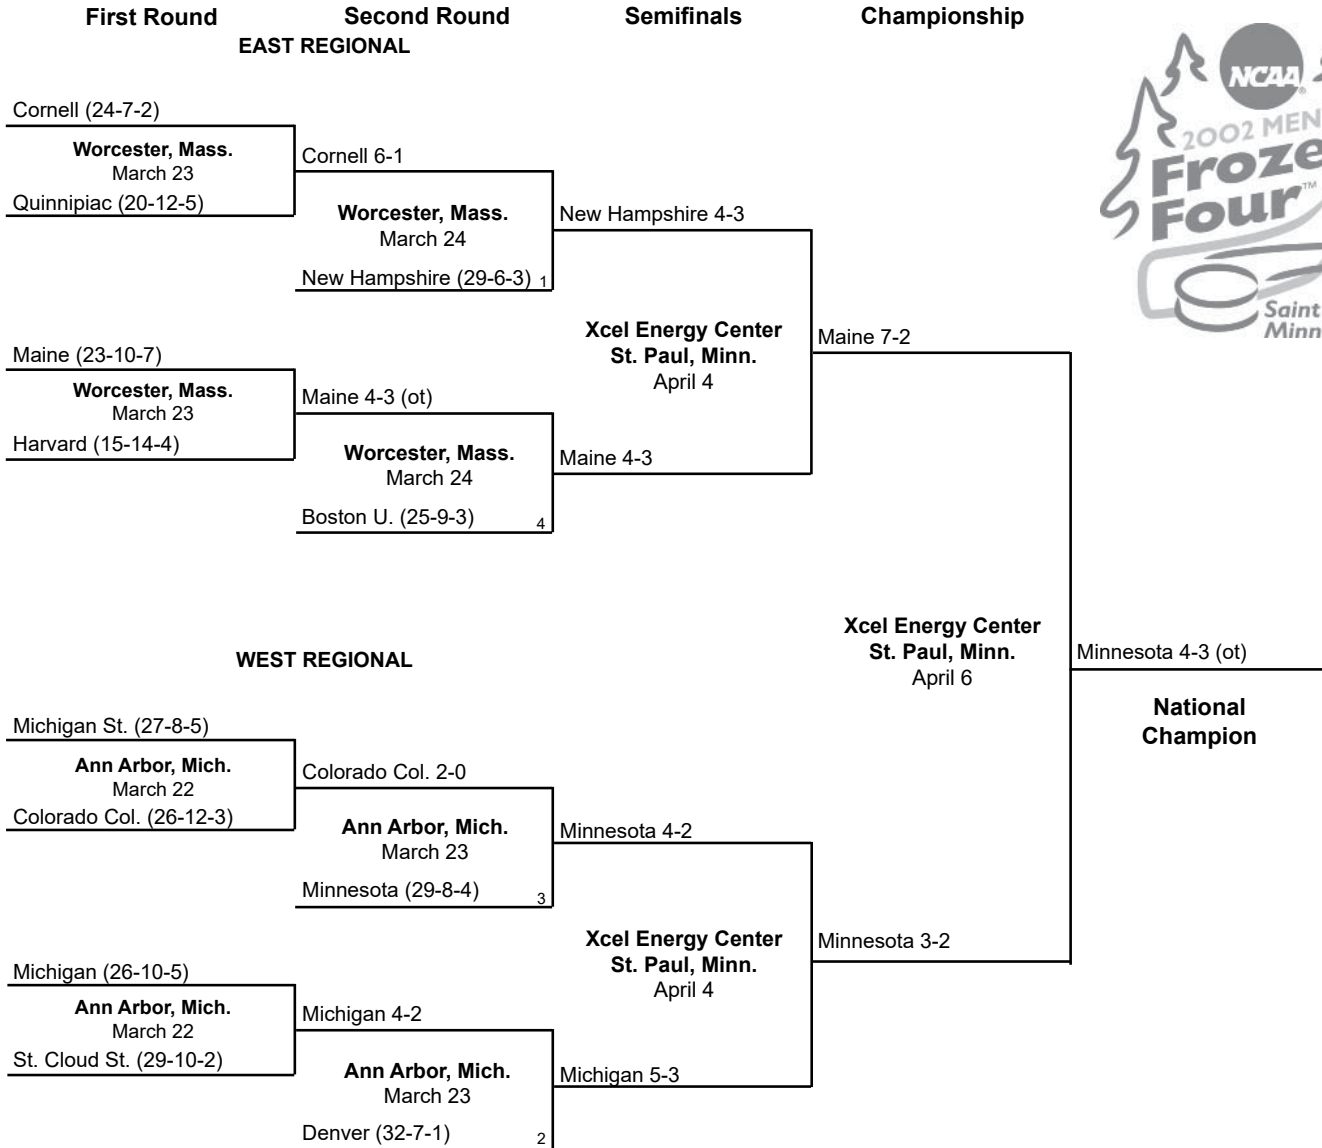 First Round Second Round Semifinals Championship
EAST REGIONAL
NCAA
®
2002 MEN
Froze
Four™
Saint
Minn
Cornell (24-7-2)
Worcester, Mass.
March 23
Quinnipiac (20-12-5)
Cornell 6-1
Worcester, Mass.
March 24
New Hampshire (29-6-3) 1
New Hampshire 4-3
Maine (23-10-7)
Worcester, Mass.
March 23
Harvard (15-14-4)
Maine 4-3 (ot)
Worcester, Mass.
March 24
Boston U. (25-9-3) 4
Maine 4-3
Xcel Energy Center
St. Paul, Minn.
April 4
Maine 7-2
WEST REGIONAL
Michigan St. (27-8-5)
Ann Arbor, Mich.
March 22
Colorado Col. (26-12-3)
Colorado Col. 2-0
Ann Arbor, Mich.
March 23
Minnesota (29-8-4) 3
Minnesota 4-2
Michigan (26-10-5)
Ann Arbor, Mich.
March 22
St. Cloud St. (29-10-2)
Michigan 4-2
Ann Arbor, Mich.
March 23
Denver (32-7-1) 2
Michigan 5-3
Xcel Energy Center
St. Paul, Minn.
April 4
Minnesota 3-2
Xcel Energy Center
St. Paul, Minn.
April 6
Minnesota 4-3 (ot)
National
Champion